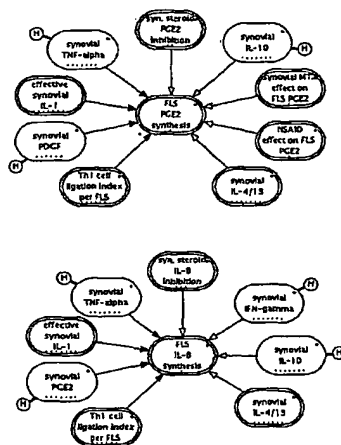 H
synovial
TNF-alpha
syn. steroid
PGE2
inhibition
synovial
IL-10
H
effective
synovial
IL-1
FLS
PGE2
synthesis
synovial MTX
effect on
FLS PGE2
H
synovial
PDGF
NSAID
effect on FLS
PGE2
Th1 cell
ligation index
per FLS
synovial
IL-4/13
H
synovial
TNF-alpha
syn. steroid
IL-8
inhibition
synovial
IFN-gamma
H
effective
synovial
IL-1
FLS
IL-8
synthesis
synovial
IL-10
H
H
synovial
PGE2
Th1 cell
ligation index
per FLS
synovial
IL-4/13